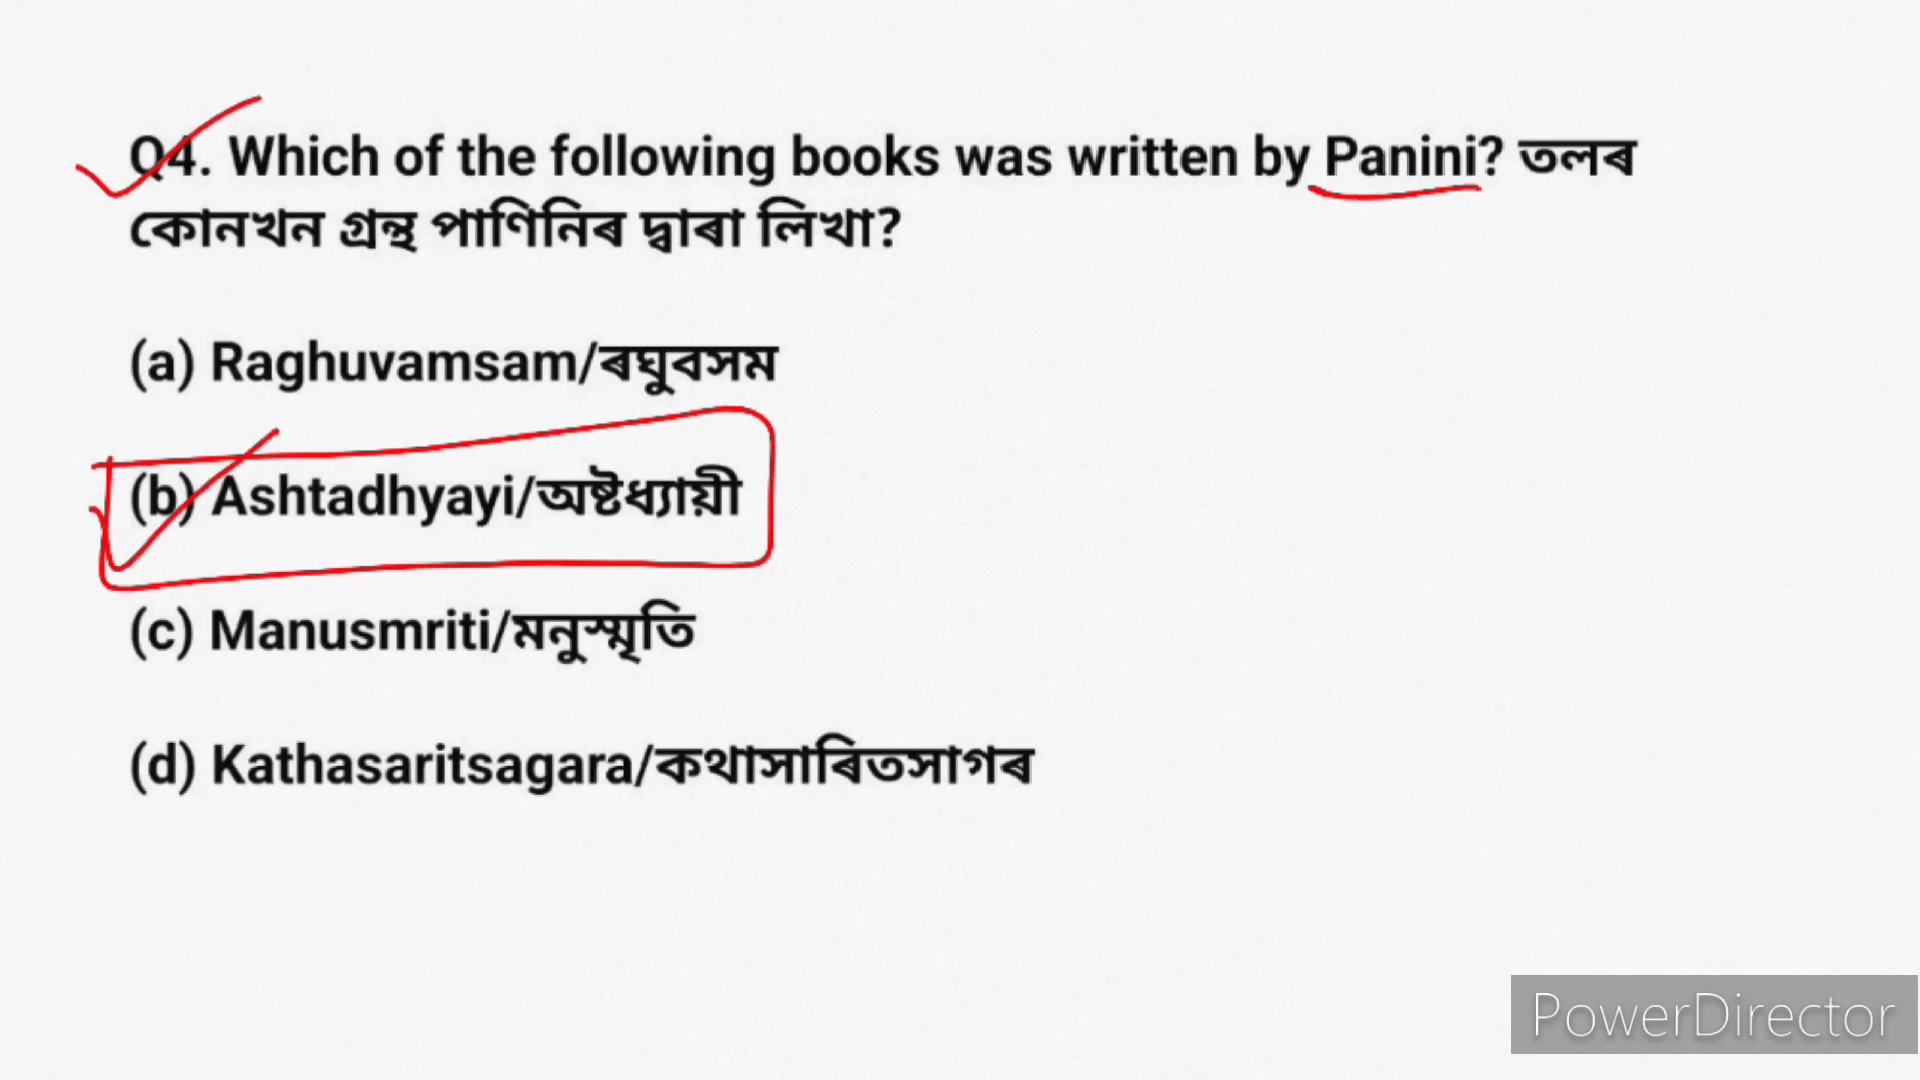 Q4. Which of the following books was written by Panini? তলৰ
কোনখন গ্ৰন্থ পাণিনিৰ দ্বাৰা লিখা?
(a) Raghuvamsam/ৰঘুবসম
(b) Ashtadhyayi/অষ্টধ্যায়ী
(c) Manusmriti/মনুস্মৃতি
(d) Kathasaritsagara/কথাসাৰিতসাগৰ
PowerDirector